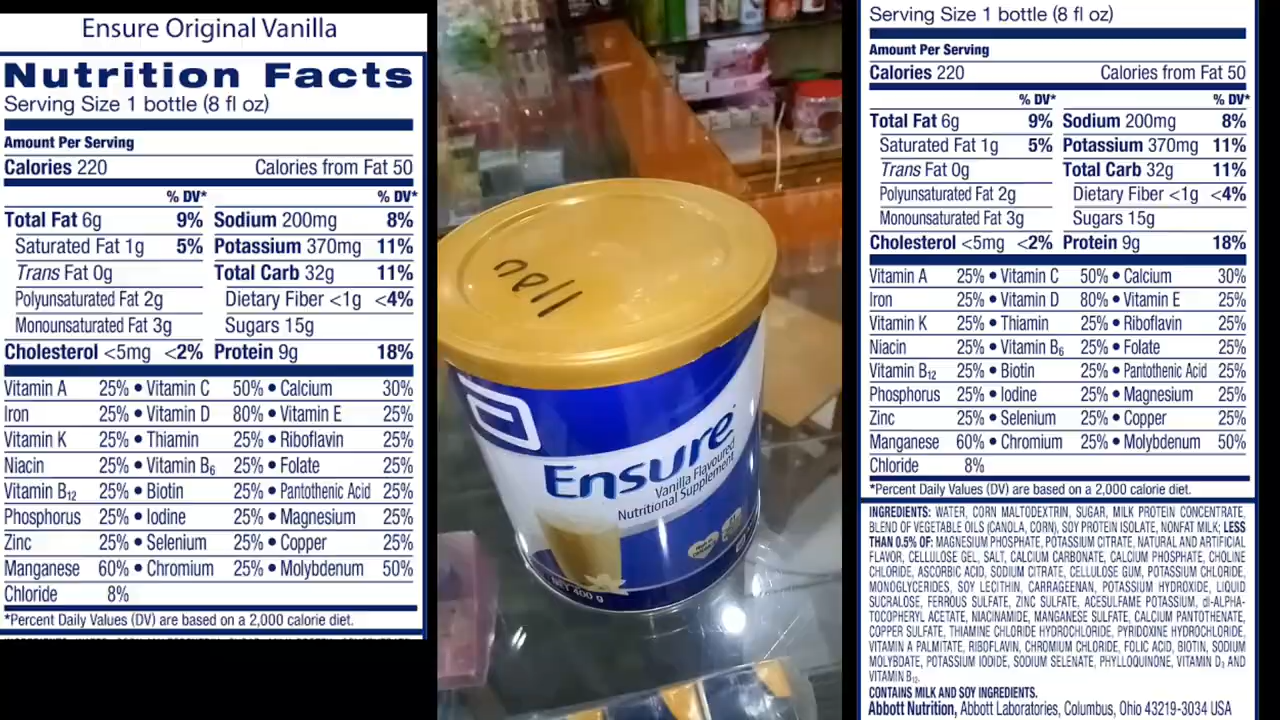 Ensure Original Vanilla
Nutrition Facts
Serving Size 1 bottle (8 fl oz)
Amount Per Serving
Calories 220 Calories from Fat 50
% DV* % DV*
Total Fat 6g 9% Sodium 200mg 8%
Saturated Fat 1g 5% Potassium 370mg 11%
Trans Fat 0g Total Carb 32g 11%
Polyunsaturated Fat 2g Dietary Fiber <1g <4%
Monounsaturated Fat 3g Sugars 15g
Cholesterol <5mg <2% Protein 9g 18%
Vitamin A 25% • Vitamin C 50% • Calcium 30%
Iron 25% • Vitamin D 80% • Vitamin E 25%
Vitamin K 25% • Thiamin 25% • Riboflavin 25%
Niacin 25% • Vitamin B6 25% • Folate 25%
Vitamin B12 25% • Biotin 25% • Pantothenic Acid 25%
Phosphorus 25% • Iodine 25% • Magnesium 25%
Zinc 25% • Selenium 25% • Copper 25%
Manganese 60% • Chromium 25% • Molybdenum 50%
Chloride 8%
*Percent Daily Values (DV) are based on a 2,000 calorie diet.
Ensure
Vanilla Flavoured
Nutritional Supplement
NET 400 g
Serving Size 1 bottle (8 fl oz)
Amount Per Serving
Calories 220 Calories from Fat 50
% DV* % DV*
Total Fat 6g 9% Sodium 200mg 8%
Saturated Fat 1g 5% Potassium 370mg 11%
Trans Fat 0g Total Carb 32g 11%
Polyunsaturated Fat 2g Dietary Fiber <1g <4%
Monounsaturated Fat 3g Sugars 15g
Cholesterol <5mg <2% Protein 9g 18%
Vitamin A 25% • Vitamin C 50% • Calcium 30%
Iron 25% • Vitamin D 80% • Vitamin E 25%
Vitamin K 25% • Thiamin 25% • Riboflavin 25%
Niacin 25% • Vitamin B6 25% • Folate 25%
Vitamin B12 25% • Biotin 25% • Pantothenic Acid 25%
Phosphorus 25% • Iodine 25% • Magnesium 25%
Zinc 25% • Selenium 25% • Copper 25%
Manganese 60% • Chromium 25% • Molybdenum 50%
Chloride 8%
*Percent Daily Values (DV) are based on a 2,000 calorie diet.
INGREDIENTS: WATER, CORN MALTODEXTRIN, SUGAR, MILK PROTEIN CONCENTRATE,
BLEND OF VEGETABLE OILS (CANOLA, CORN), SOY PROTEIN ISOLATE, NONFAT MILK; LESS
THAN 0.5% OF: MAGNESIUM PHOSPHATE, POTASSIUM CITRATE, NATURAL AND ARTIFICIAL
FLAVOR, CELLULOSE GEL, SALT, CALCIUM CARBONATE, CALCIUM PHOSPHATE, CHOLINE
CHLORIDE, ASCORBIC ACID, SODIUM CITRATE, CELLULOSE GUM, POTASSIUM CHLORIDE,
MONOGLYCERIDES, SOY LECITHIN, CARRAGEENAN, POTASSIUM HYDROXIDE, LIQUID
SUCRALOSE, FERROUS SULFATE, ZINC SULFATE, ACESULFAME POTASSIUM, dl-ALPHA-
TOCOPHERYL ACETATE, NIACINAMIDE, MANGANESE SULFATE, CALCIUM PANTOTHENATE,
COPPER SULFATE, THIAMINE CHLORIDE HYDROCHLORIDE, PYRIDOXINE HYDROCHLORIDE,
VITAMIN A PALMITATE, RIBOFLAVIN, CHROMIUM CHLORIDE, FOLIC ACID, BIOTIN, SODIUM
MOLYBDATE, POTASSIUM IODIDE, SODIUM SELENATE, PHYLLOQUINONE, VITAMIN D3 AND
VITAMIN B12.
CONTAINS MILK AND SOY INGREDIENTS.
Abbott Nutrition, Abbott Laboratories, Columbus, Ohio 43219-3034 USA